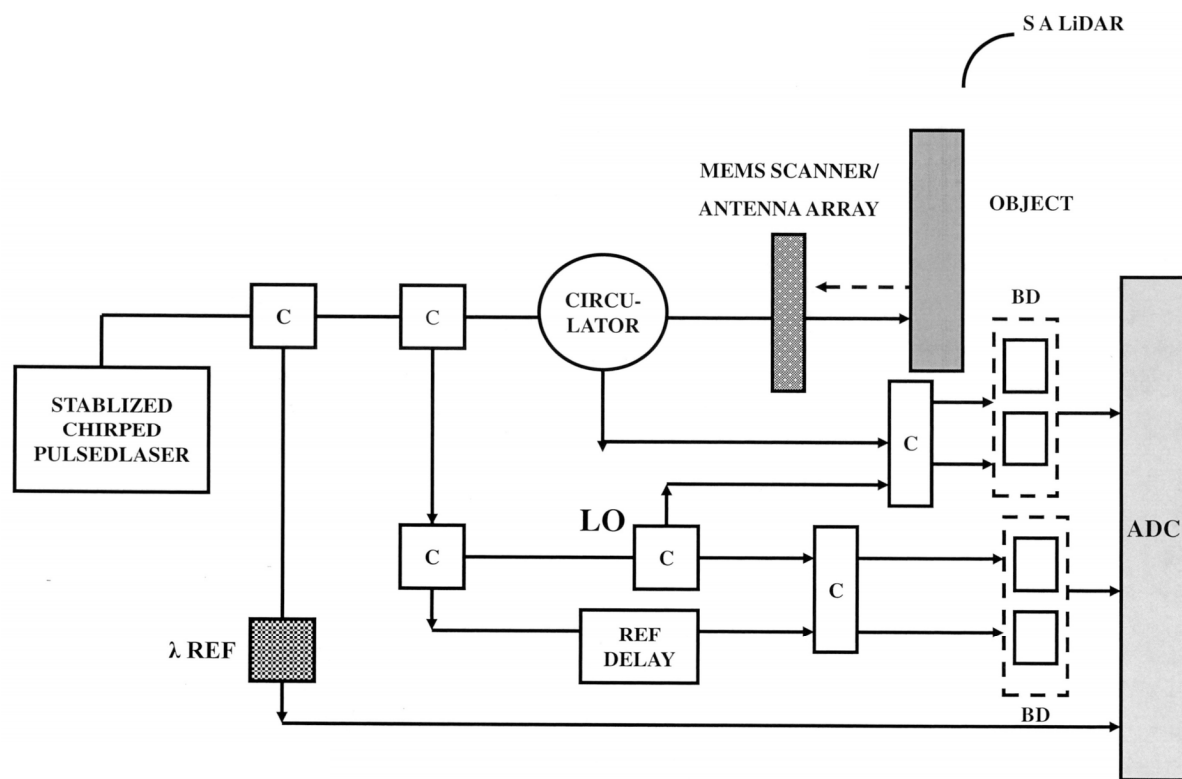 S A LiDAR
MEMS SCANNER/
ANTENNA ARRAY
OBJECT
BD
C
C
CIRCU-
LATOR
STABLIZED
CHIRPED
PULSEDLASER
C
LO
ADC
C
C
C
REF
DELAY
λ REF
BD